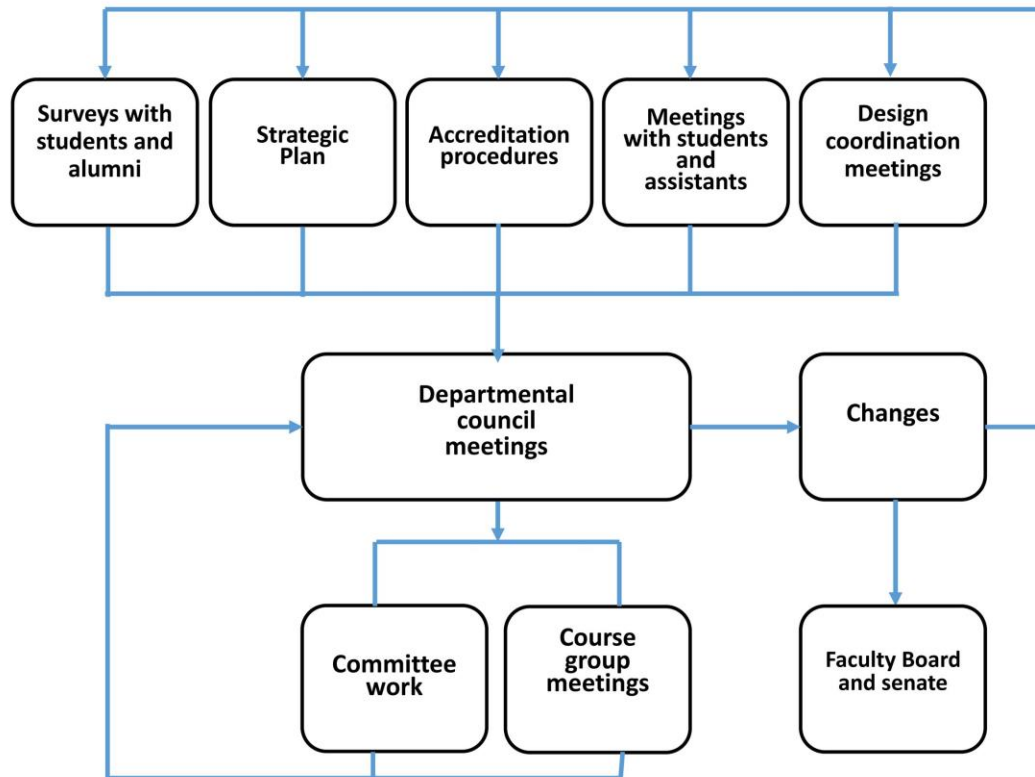 Surveys with
students and
alumni
Strategic
Plan
Accreditation
procedures
Meetings
with students
and
assistants
Design
coordination
meetings
Departmental
council
meetings
Changes
Committee
work
Course
group
meetings
Faculty Board
and senate